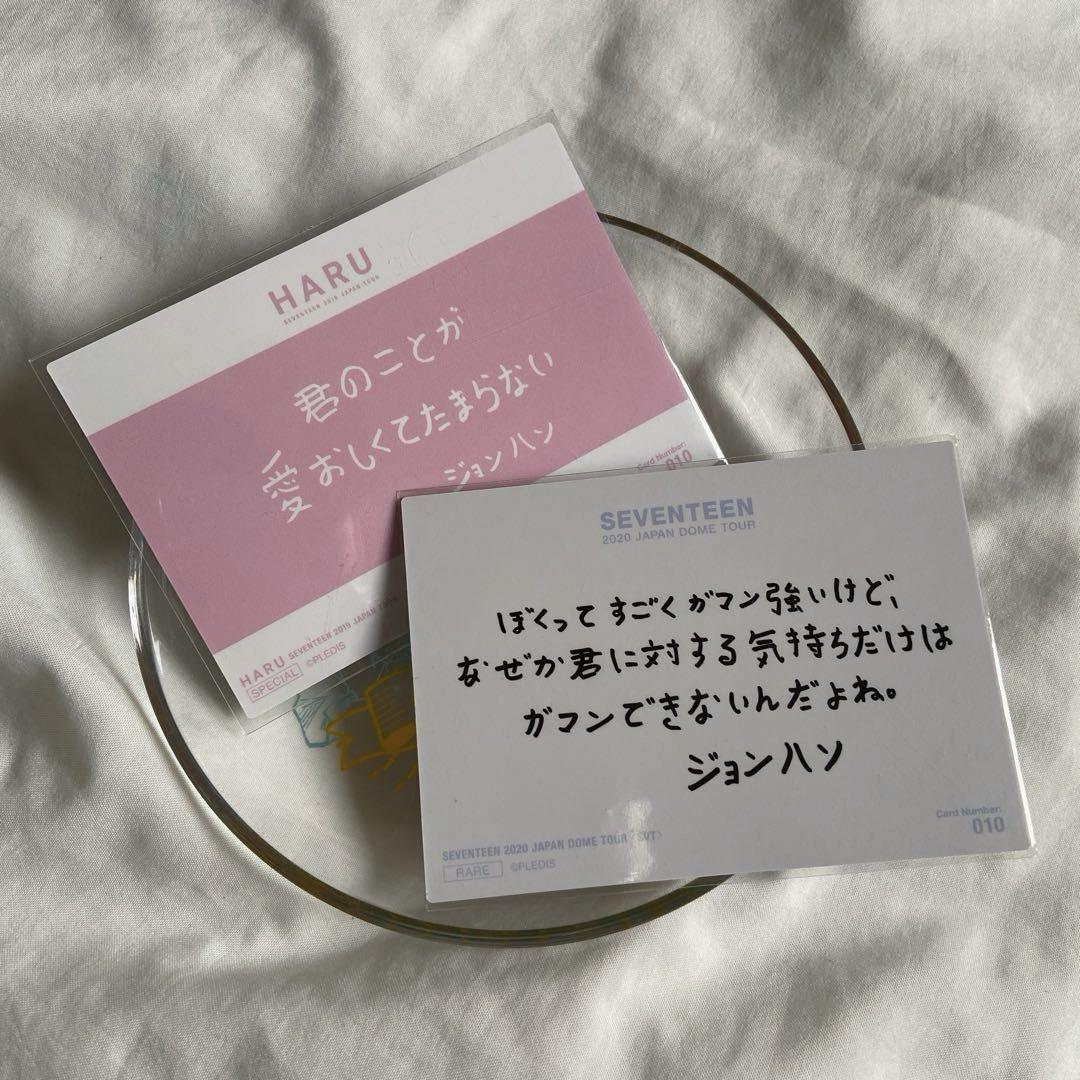 HARU
SEVENTEEN 2019 JAPAN TOUR
君のことが
愛おしくてたまらない
ジョンハン
Card Number:
010
HARU SEVENTEEN 2019 JAPAN TOUR
SPECIAL ©PLEDIS
SEVENTEEN
2020 JAPAN DOME TOUR
ぼくって すごくガマン強いけど、
なぜか君に対する気持ちだけは
ガマンできないんだよね。
ジョンハン
Card Number:
010
SEVENTEEN 2020 JAPAN DOME TOUR <SVT>
RARE ©PLEDIS